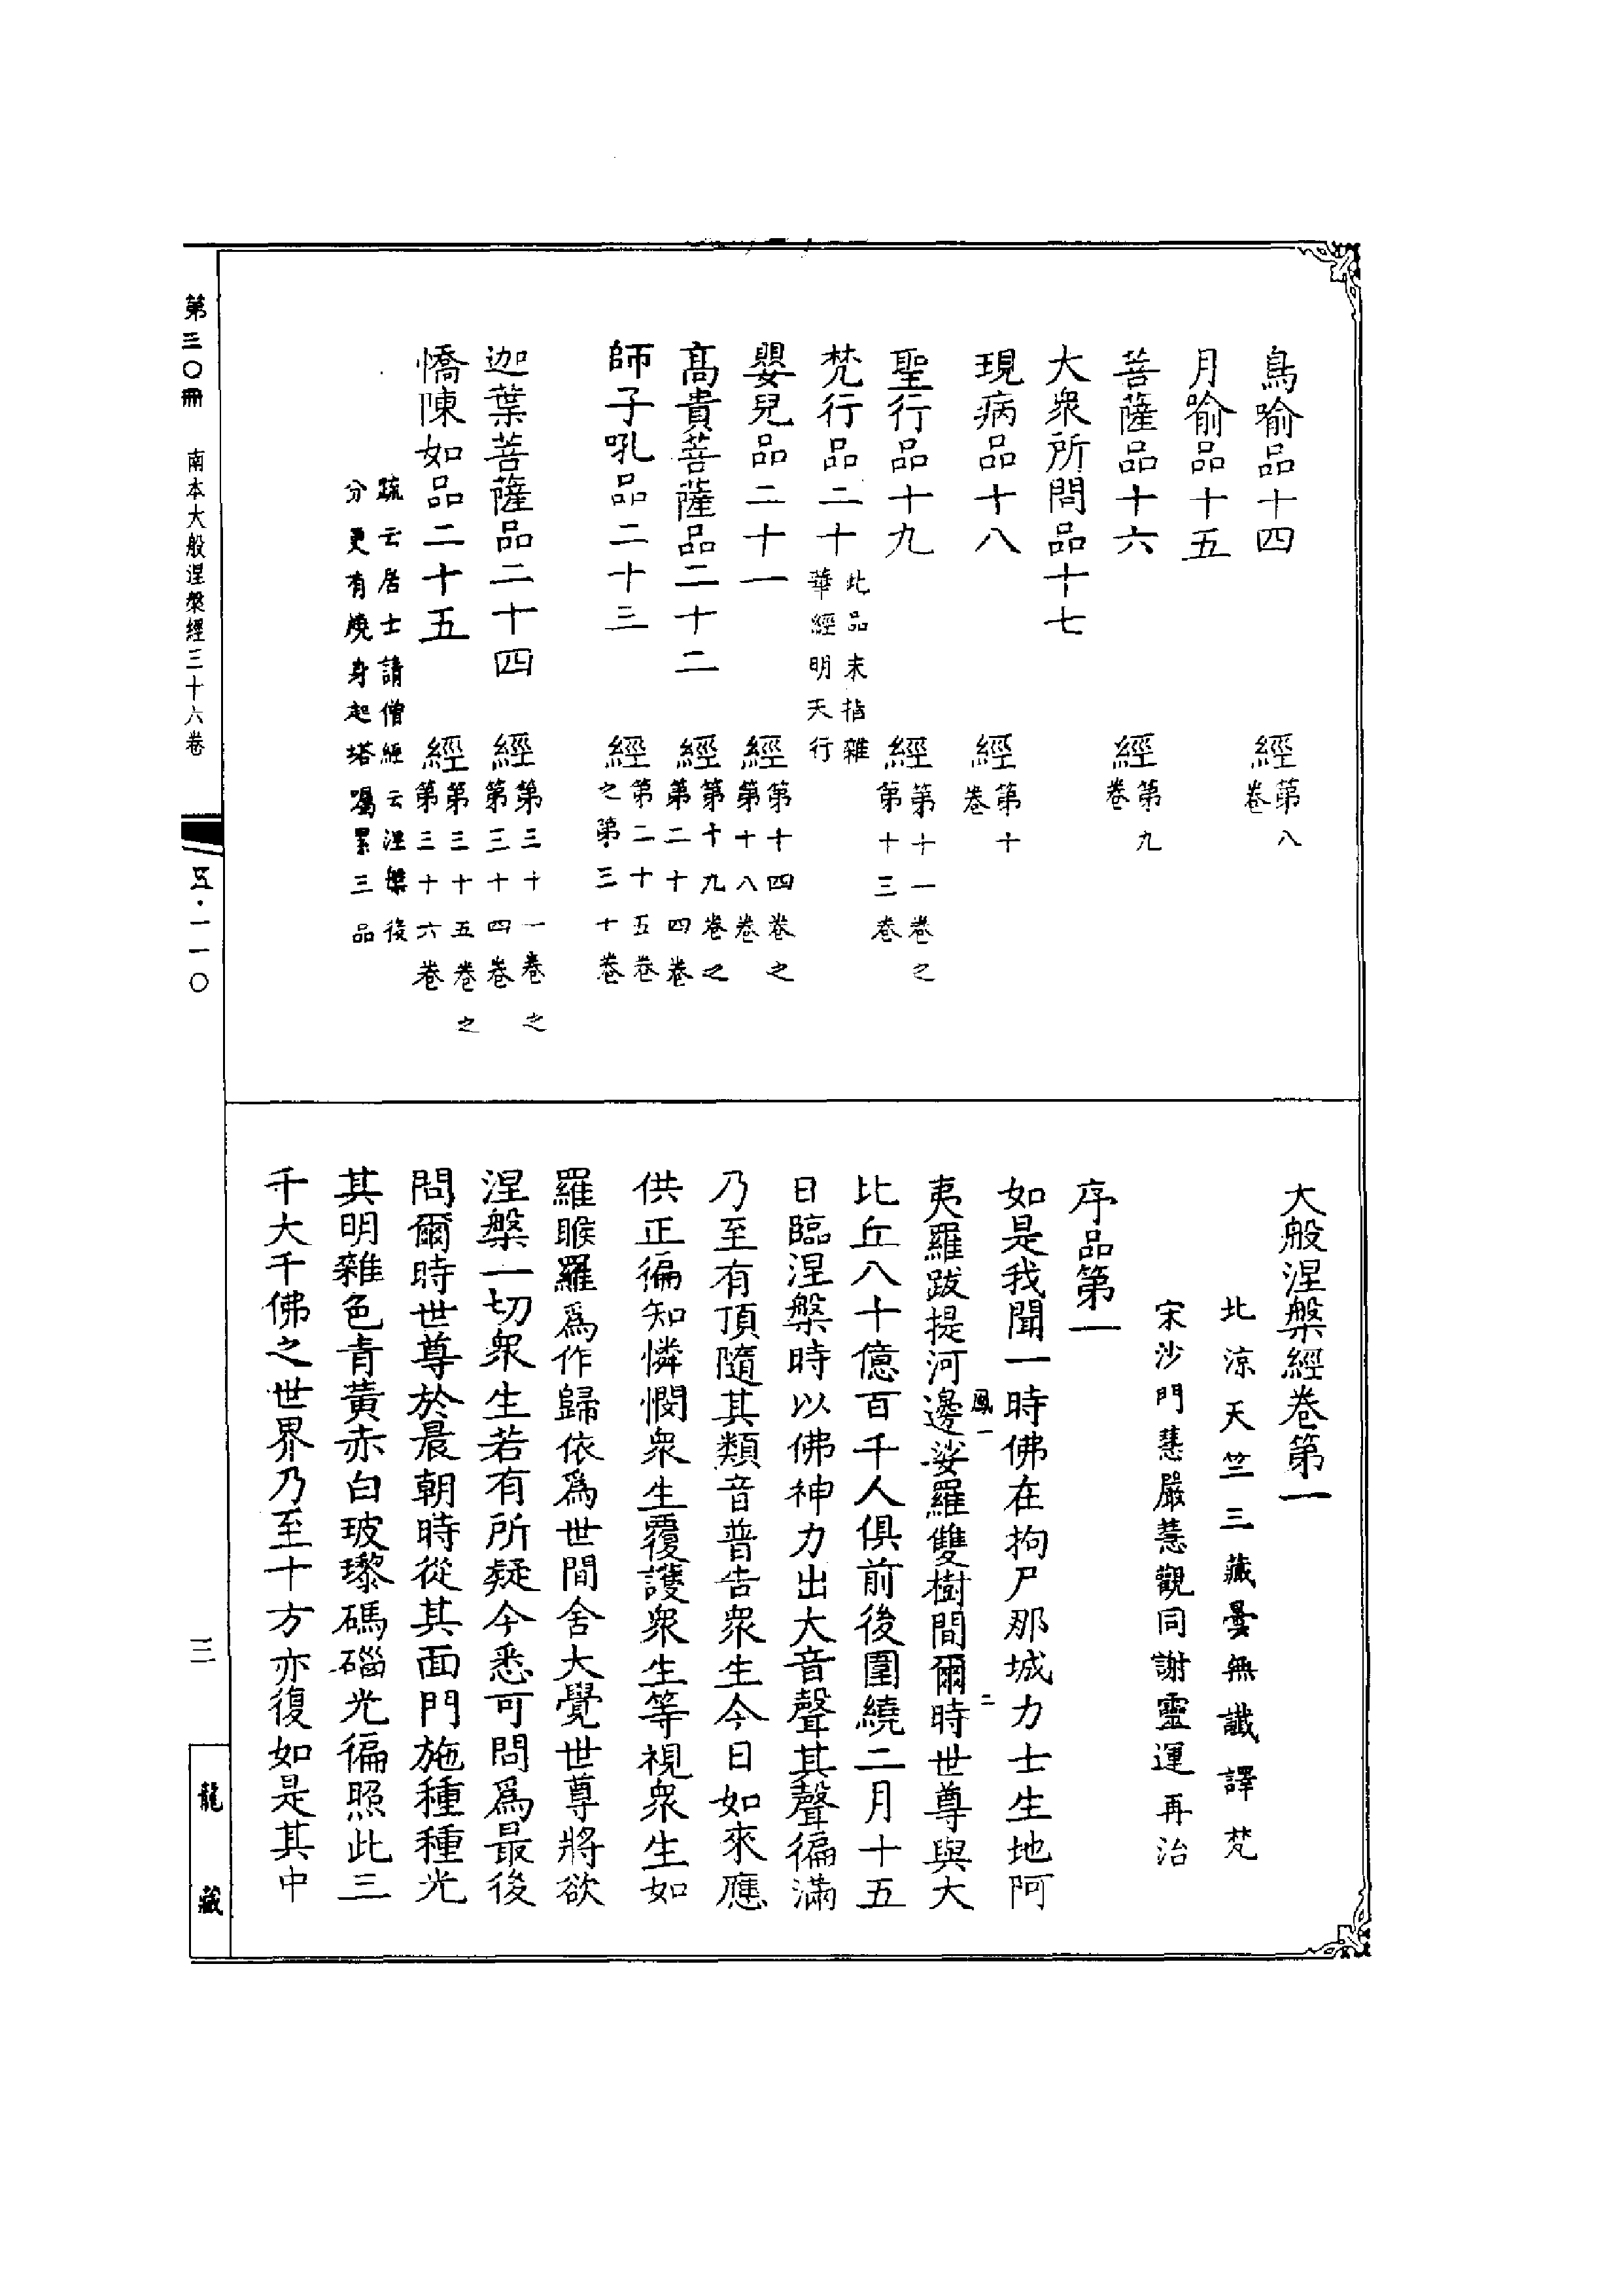 鳥喻品十四 經第八卷
月喻品十五
菩薩品十六 經第九卷
大衆所問品十七
現病品十八 經第十卷
聖行品十九 經第十一卷之第十三卷
梵行品二十 此品末指雜華經明天行
嬰兒品二十一 經第十四卷之第十八卷
高貴菩薩品二十二 經第十九卷之第二十四卷
師子吼品二十三 經第二十五卷之第三十卷
迦葉菩薩品二十四 經第三十一卷之第三十四卷
憍陳如品二十五 經第三十五卷之第三十六卷
疏云居士請僧經云涅槃後
分更有燒身起塔囑累三品
大般涅槃經卷第一
北涼天竺三藏曇無讖譯梵
宋沙門慧嚴慧觀同謝靈運再治
序品第一
如是我聞一時佛在拘尸那城力士生地阿
鳳一 二
夷羅跋提河邊娑羅雙樹間爾時世尊與大
比丘八十億百千人俱前後圍繞二月十五
日臨涅槃時以佛神力出大音聲其聲徧滿
乃至有頂隨其類音普告衆生今日如來應
供正徧知憐憫衆生覆護衆生等視衆生如
羅睺羅爲作歸依爲世間舍大覺世尊將欲
涅槃一切衆生若有所疑今悉可問爲最後
問爾時世尊於晨朝時從其面門施種種光
其明雜色青黃赤白玻瓈碼碯光徧照此三
千大千佛之世界乃至十方亦復如是其中
第三〇冊 南本大般涅槃經三十六卷
五·一一〇
三
龍藏